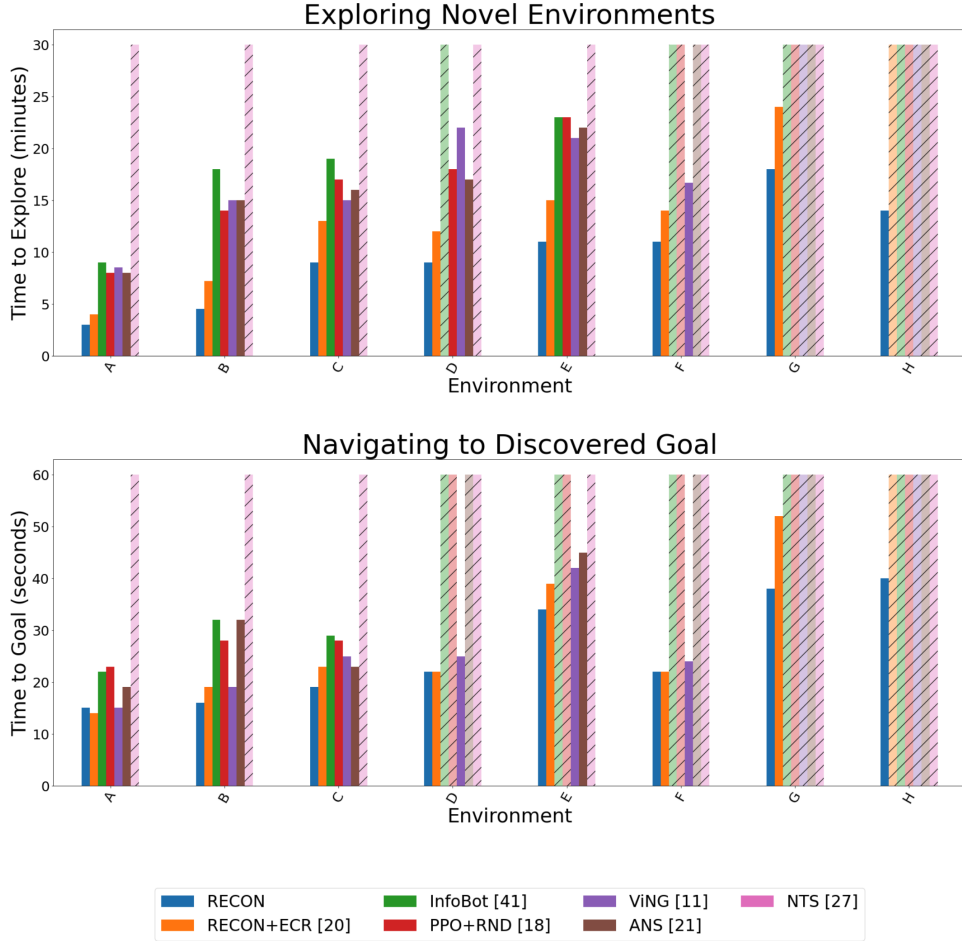 Exploring Novel Environments
Time to Explore (minutes)
30
25
20
15
10
5
0
A B C D E F G H
Environment
Navigating to Discovered Goal
Time to Goal (seconds)
60
50
40
30
20
10
0
A B C D E F G H
Environment
RECON InfoBot [41] ViNG [11] NTS [27]
RECON+ECR [20] PPO+RND [18] ANS [21]